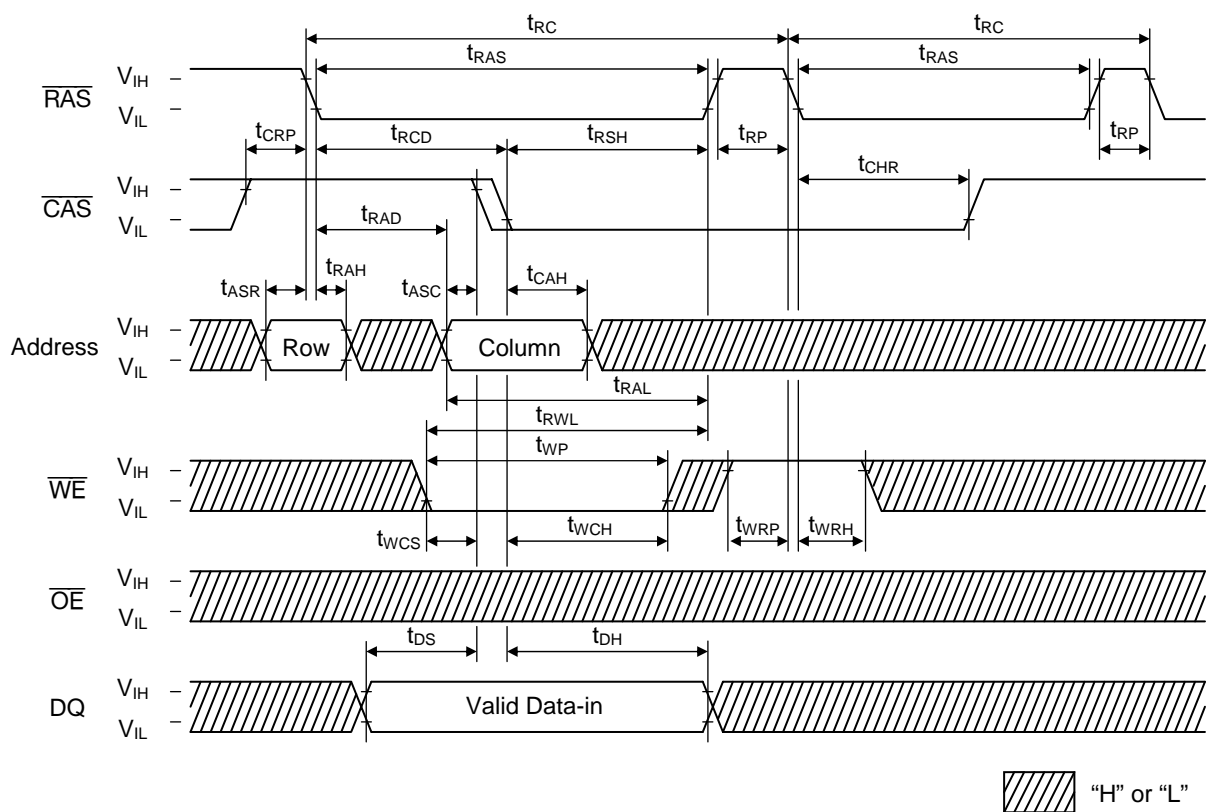 tRC tRC
tRAS tRAS
RAS VIH
VIL
tCRP tRCD tRSH tRP tRP
tCHR
CAS VIH
VIL
tRAD
tRAH
tASR tASC tCAH
Address VIH
VIL
Row Column
tRAL
tRWL
tWP
WE VIH
VIL
tWCS tWCH tWRP tWRH
OE VIH
VIL
tDS tDH
DQ VIH
VIL
Valid Data-in
“H” or “L”